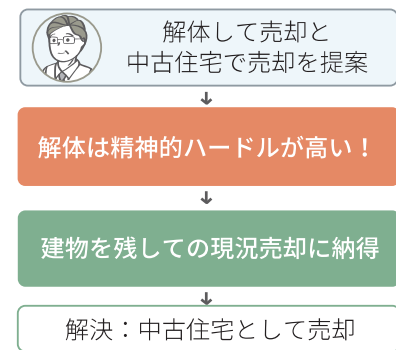 解体して売却と
中古住宅で売却を提案
解体は精神的ハードルが高い！
建物を残しての現況売却に納得
解決：中古住宅として売却